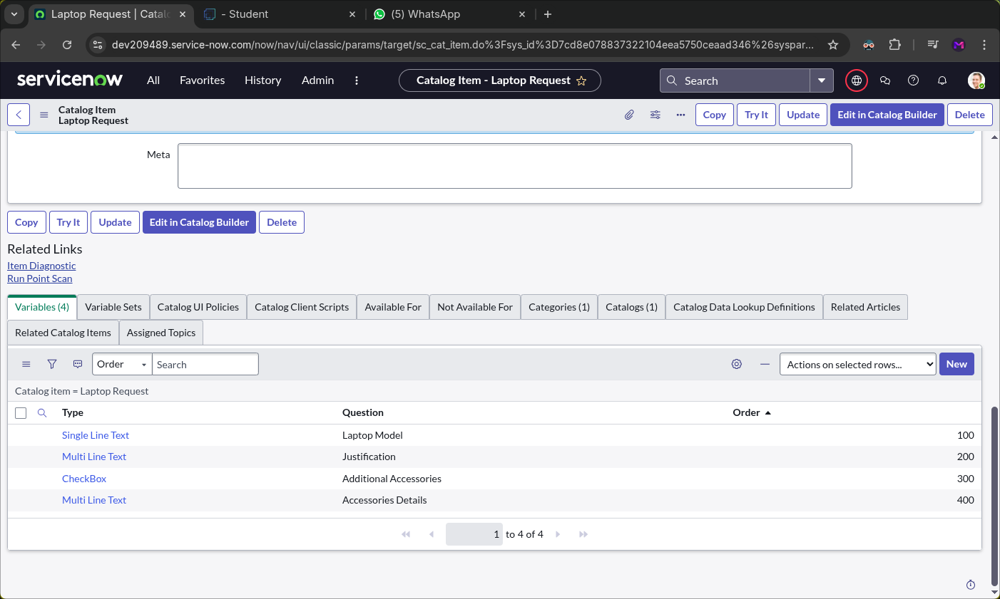 Laptop Request | Catalo
- Student
(5) WhatsApp
dev209489.service-now.com/now/nav/ui/classic/params/target/sc_cat_item.do%3Fsys_id%3D7cd8e078837322104eea5750ceaad346%26syspar...
servicenow
All
Favorites
History
Admin
Catalog Item - Laptop Request
Search
Catalog Item
Laptop Request
Copy
Try It
Update
Edit in Catalog Builder
Delete
Meta
Copy
Try It
Update
Edit in Catalog Builder
Delete
Related Links
Item Diagnostic
Run Point Scan
Variables (4)
Variable Sets
Catalog UI Policies
Catalog Client Scripts
Available For
Not Available For
Categories (1)
Catalogs (1)
Catalog Data Lookup Definitions
Related Articles
Related Catalog Items
Assigned Topics
Order
Search
Actions on selected rows...
New
Catalog item = Laptop Request
Type Question Order
Single Line Text Laptop Model 100
Multi Line Text Justification 200
CheckBox Additional Accessories 300
Multi Line Text Accessories Details 400
1 to 4 of 4